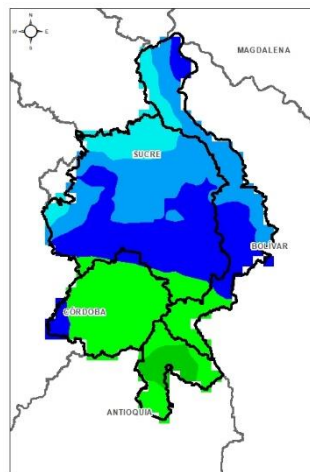 N
W E
S
MAGDALENA
SUCRE
BOLIVAR
CÓRDOBA
ANTIOQUIA